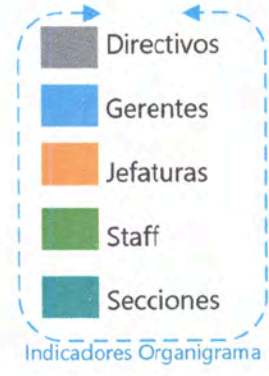 Directivos
Gerentes
Jefaturas
Staff
Secciones
Indicadores Organigrama